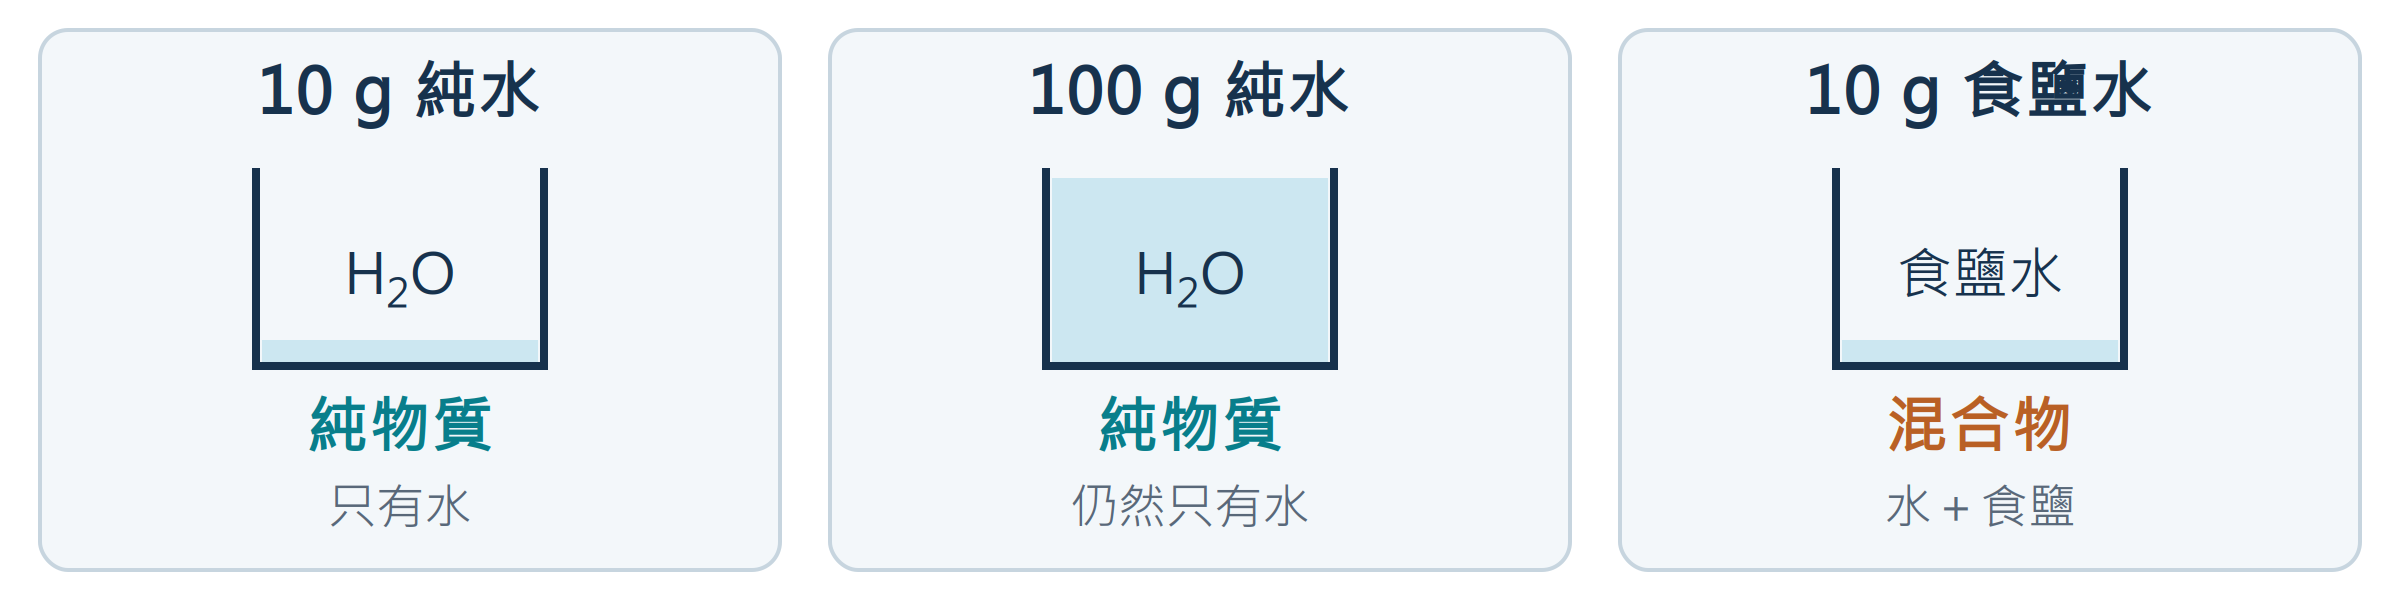 10 g 純水
H₂O
純物質
只有水
100 g 純水
H₂O
純物質
仍然只有水
10 g 食鹽水
食鹽水
混合物
水 + 食鹽